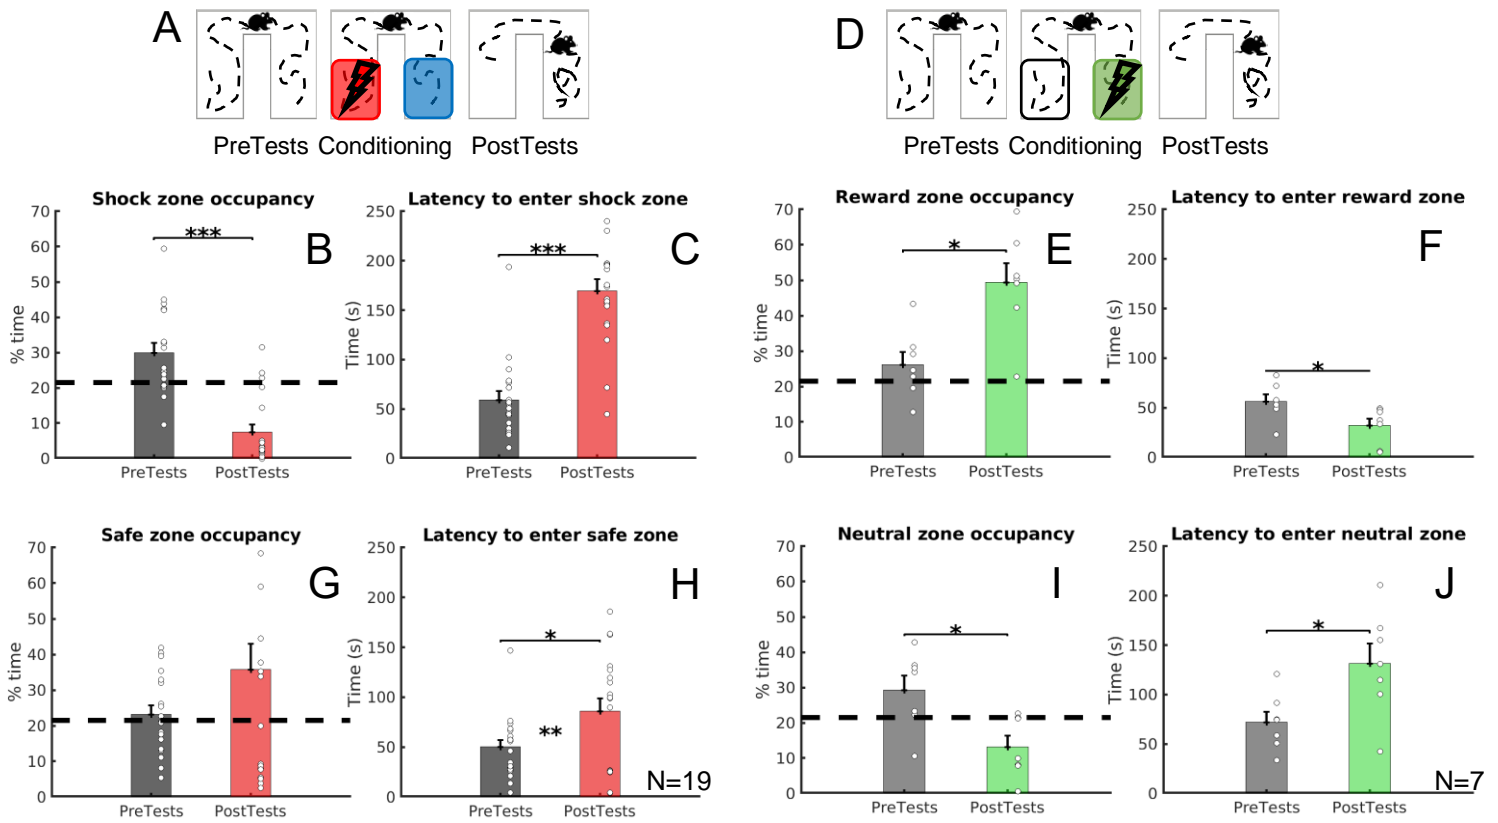 A
PreTests Conditioning PostTests
D
PreTests Conditioning PostTests
Shock zone occupancy
% time
70
60
50
40
30
20
10
0
***
B
PreTests PostTests
Latency to enter shock zone
Time (s)
250
200
150
100
50
0
***
C
PreTests PostTests
Reward zone occupancy
% time
70
60
50
40
30
20
10
0
*
E
PreTests PostTests
Latency to enter reward zone
Time (s)
250
200
150
100
50
0
*
F
PreTests PostTests
Safe zone occupancy
% time
70
60
50
40
30
20
10
0
G
PreTests PostTests
Latency to enter safe zone
Time (s)
250
200
150
100
50
0
*
**
H
N=19
PreTests PostTests
Neutral zone occupancy
% time
70
60
50
40
30
20
10
0
*
I
PreTests PostTests
Latency to enter neutral zone
Time (s)
250
200
150
100
50
0
*
J
N=7
PreTests PostTests